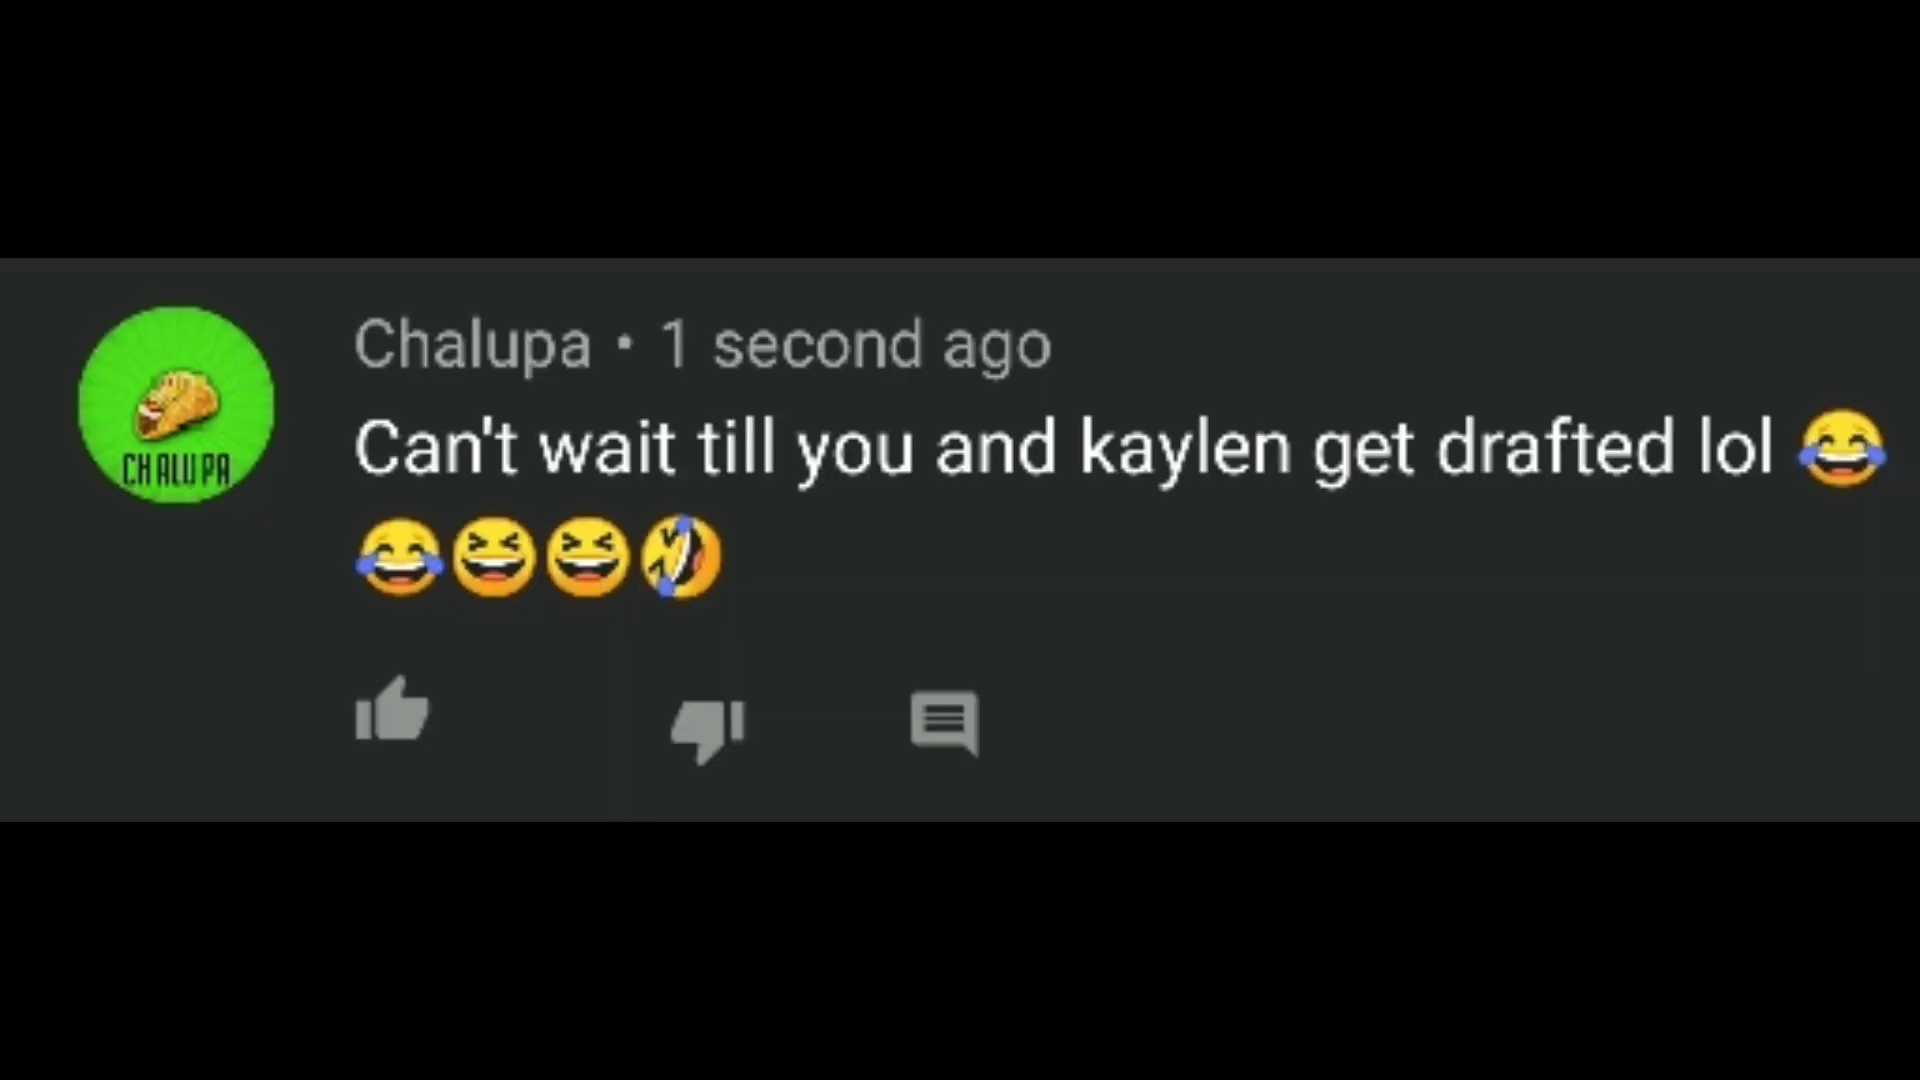 Chalupa • 1 second ago
Can't wait till you and kaylen get drafted lol 😂
😂😆😆🤣
CHALUPA